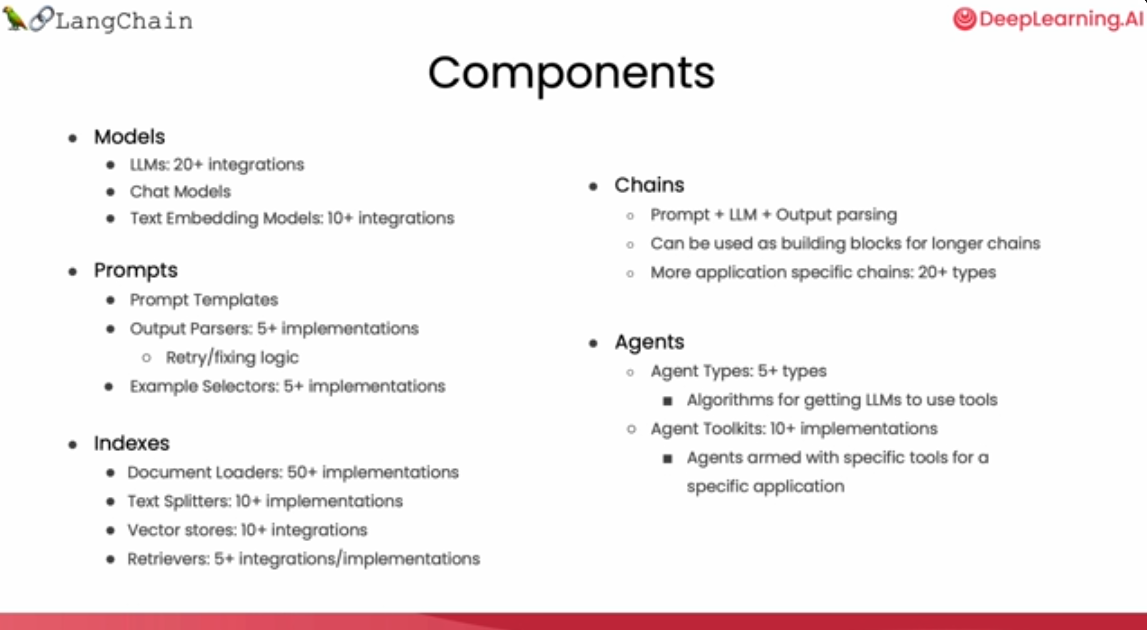 LangChain
DeepLearning.AI
Components
Models
LLMs: 20+ integrations
Chat Models
Text Embedding Models: 10+ integrations
Prompts
Prompt Templates
Output Parsers: 5+ implementations
Retry/fixing logic
Example Selectors: 5+ implementations
Indexes
Document Loaders: 50+ implementations
Text Splitters: 10+ implementations
Vector stores: 10+ integrations
Retrievers: 5+ integrations/implementations
Chains
Prompt + LLM + Output parsing
Can be used as building blocks for longer chains
More application specific chains: 20+ types
Agents
Agent Types: 5+ types
Algorithms for getting LLMs to use tools
Agent Toolkits: 10+ implementations
Agents armed with specific tools for a
specific application